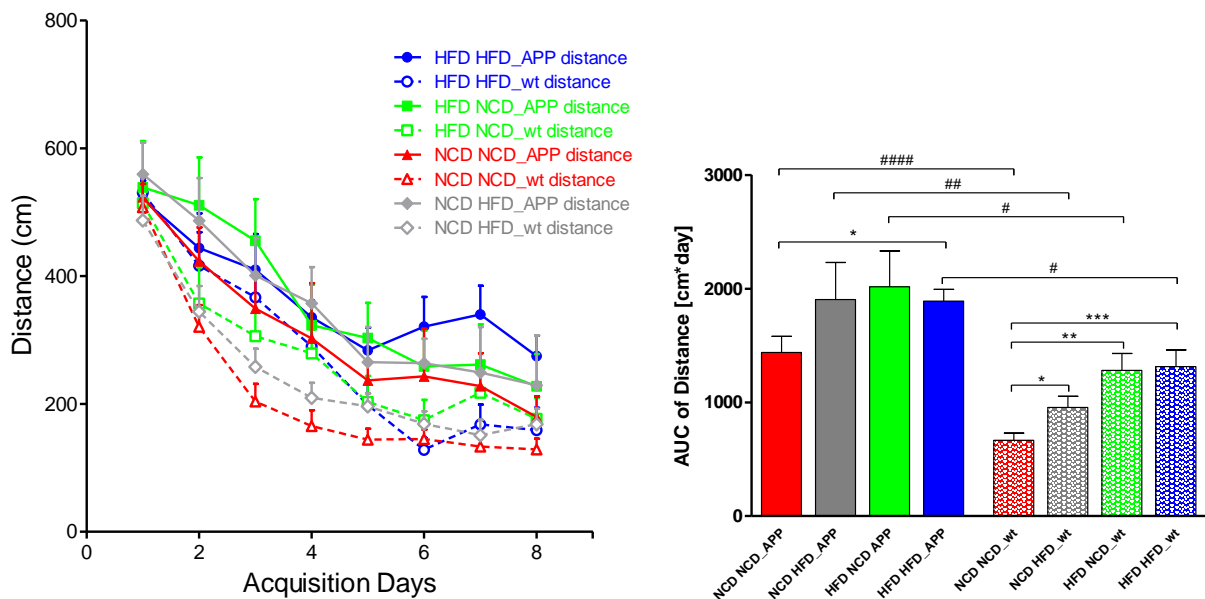 800
600
400
200
0
Distance (cm)
0
2
4
6
8
Acquisition Days
HFD HFD_APP distance
HFD HFD_wt distance
HFD NCD_APP distance
HFD NCD_wt distance
NCD NCD_APP distance
NCD NCD_wt distance
NCD HFD_APP distance
NCD HFD_wt distance
AUC of Distance [cm*day]
3000
2000
1000
0
####
##
#
*
#
***
**
*
NCD NCD_APP
NCD HFD_APP
HFD NCD APP
HFD HFD_APP
NCD NCD_wt
NCD HFD_wt
HFD NCD_wt
HFD HFD_wt